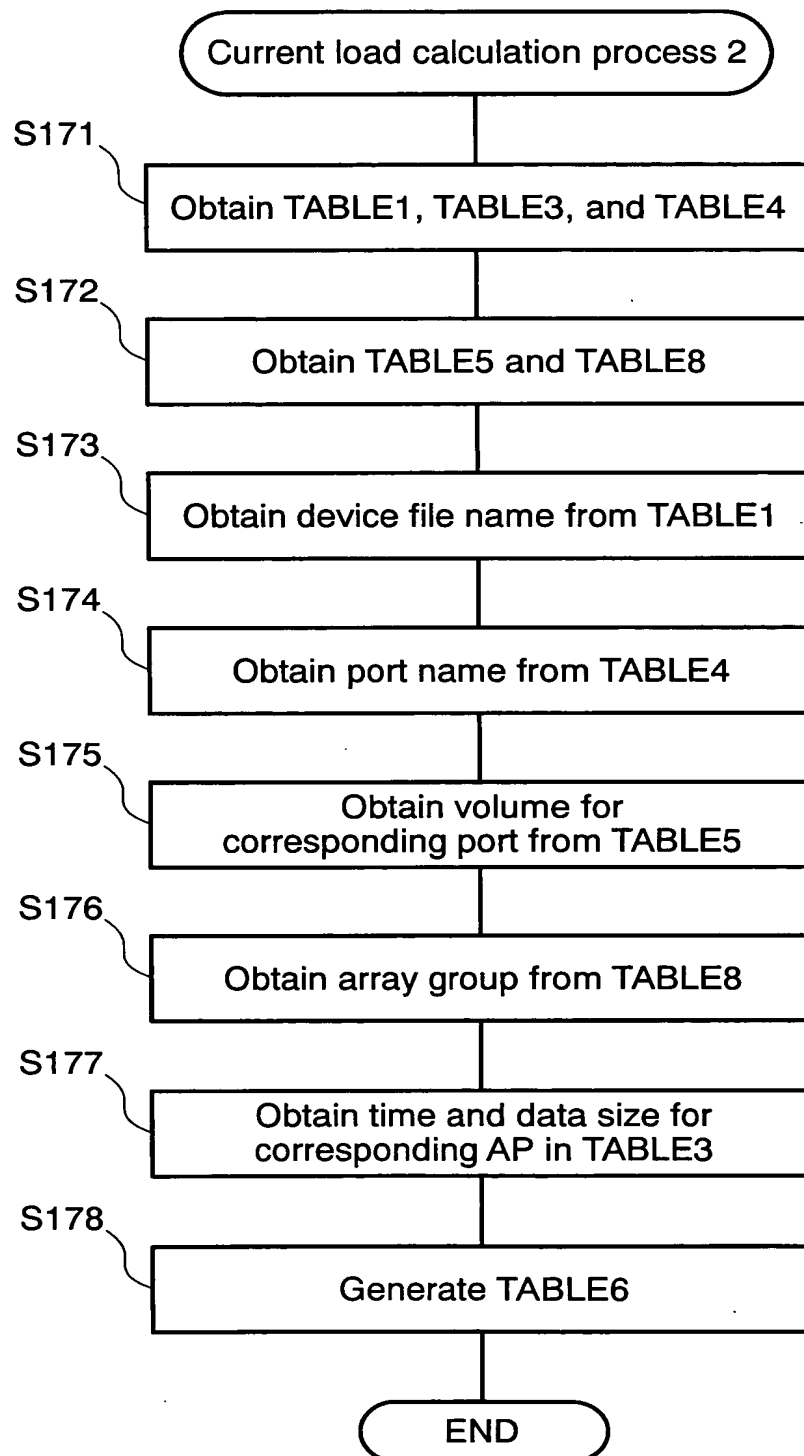 Current load calculation process 2
S171
Obtain TABLE1, TABLE3, and TABLE4
S172
Obtain TABLE5 and TABLE8
S173
Obtain device file name from TABLE1
S174
Obtain port name from TABLE4
S175
Obtain volume for
corresponding port from TABLE5
S176
Obtain array group from TABLE8
S177
Obtain time and data size for
corresponding AP in TABLE3
S178
Generate TABLE6
END